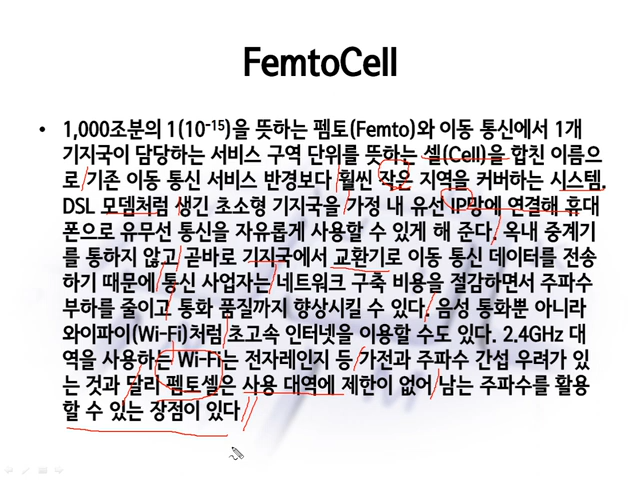 FemtoCell
• 1,000조분의 1(10⁻¹⁵)을 뜻하는 펨토(Femto)와 이동 통신에서 1개
기지국이 담당하는 서비스 구역 단위를 뜻하는 셀(Cell)을 합친 이름으
로 기존 이동 통신 서비스 반경보다 훨씬 작은 지역을 커버하는 시스템.
DSL 모뎀처럼 생긴 초소형 기지국을 가정 내 유선 IP망에 연결해 휴대
폰으로 유무선 통신을 자유롭게 사용할 수 있게 해 준다. 옥내 중계기
를 통하지 않고 곧바로 기지국에서 교환기로 이동 통신 데이터를 전송
하기 때문에 통신 사업자는 네트워크 구축 비용을 절감하면서 주파수
부하를 줄이고 통화 품질까지 향상시킬 수 있다. 음성 통화뿐 아니라
와이파이(Wi-Fi)처럼 초고속 인터넷을 이용할 수도 있다. 2.4GHz 대
역을 사용하는 Wi-Fi는 전자레인지 등 가전과 주파수 간섭 우려가 있
는 것과 달리 펨토셀은 사용 대역에 제한이 없어 남는 주파수를 활용
할 수 있는 장점이 있다